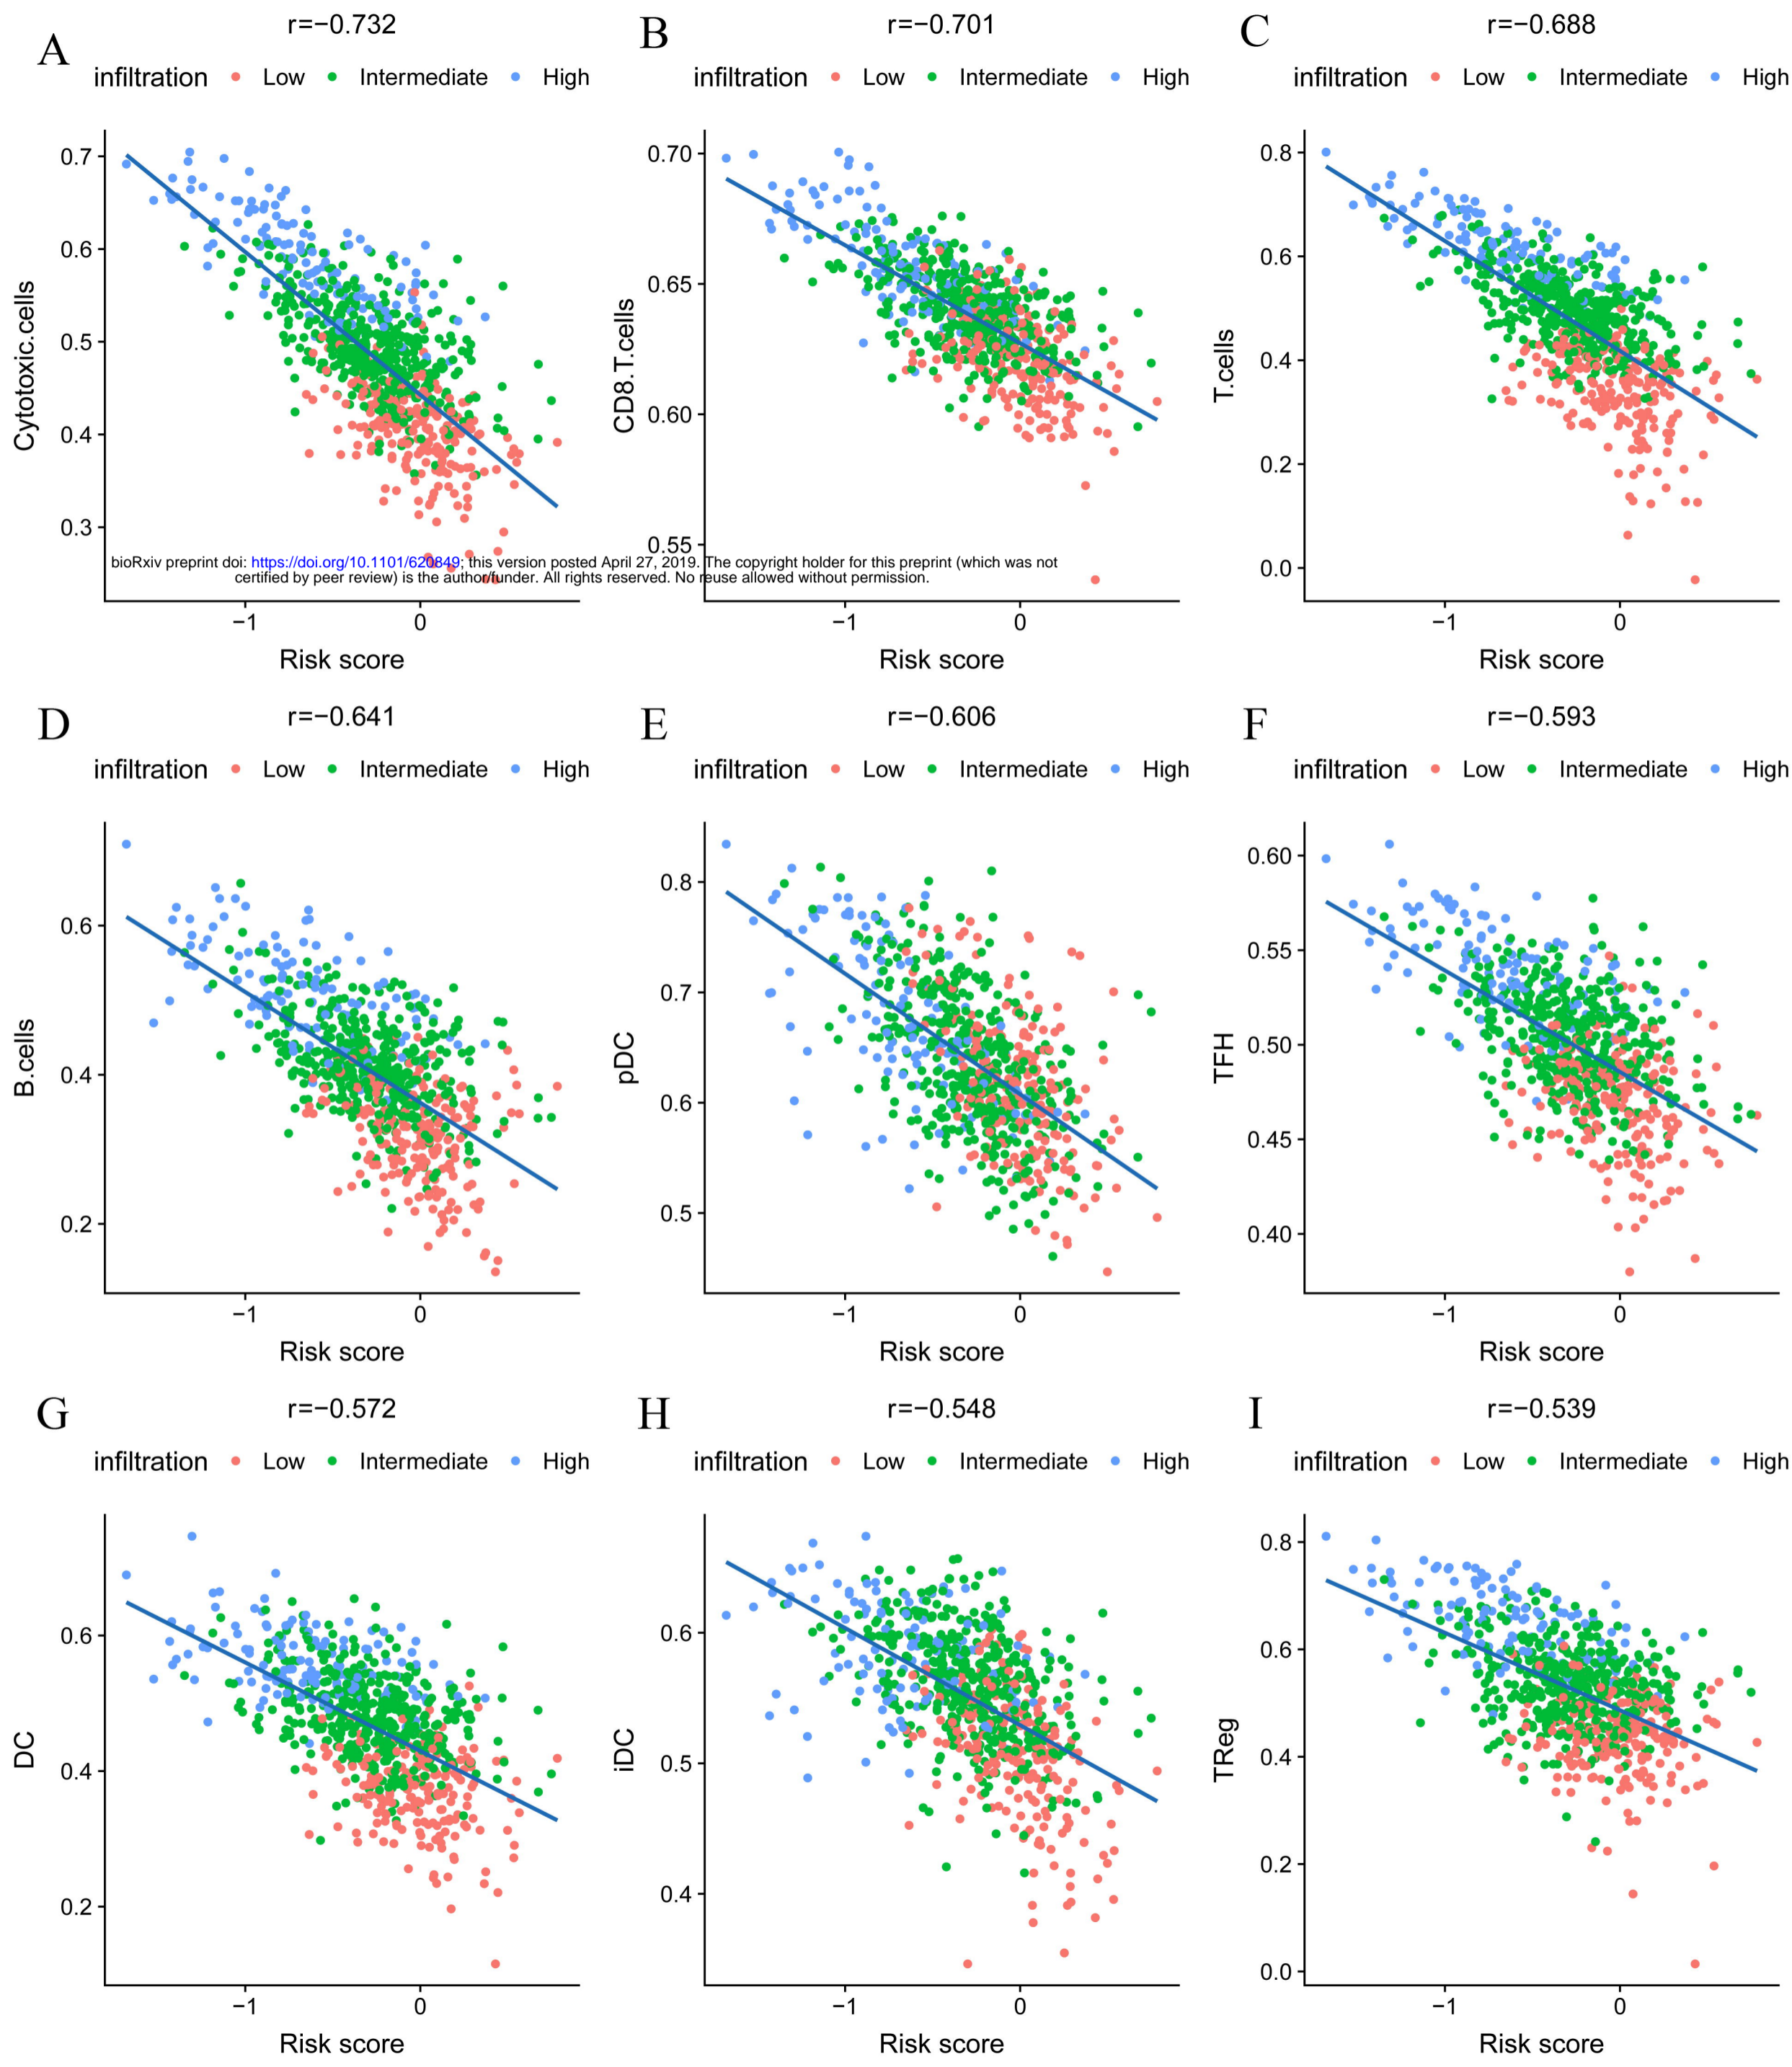 A
r=−0.732
infiltration Low Intermediate High
0.7
0.6
0.5
0.4
0.3
Cytotoxic.cells
−1 0
Risk score
B
r=−0.701
infiltration Low Intermediate High
0.70
0.65
0.60
0.55
CD8.T.cells
−1 0
Risk score
C
r=−0.688
infiltration Low Intermediate High
0.8
0.6
0.4
0.2
0.0
T.cells
−1 0
Risk score
bioRxiv preprint doi: https://doi.org/10.1101/620849; this version posted April 27, 2019. The copyright holder for this preprint (which was not
certified by peer review) is the author/funder. All rights reserved. No reuse allowed without permission.
D
r=−0.641
infiltration Low Intermediate High
0.6
0.4
0.2
B.cells
−1 0
Risk score
E
r=−0.606
infiltration Low Intermediate High
0.8
0.7
0.6
0.5
pDC
−1 0
Risk score
F
r=−0.593
infiltration Low Intermediate High
0.60
0.55
0.50
0.45
0.40
TFH
−1 0
Risk score
G
r=−0.572
infiltration Low Intermediate High
0.6
0.4
0.2
DC
−1 0
Risk score
H
r=−0.548
infiltration Low Intermediate High
0.6
0.5
0.4
iDC
−1 0
Risk score
I
r=−0.539
infiltration Low Intermediate High
0.8
0.6
0.4
0.2
0.0
TReg
−1 0
Risk score